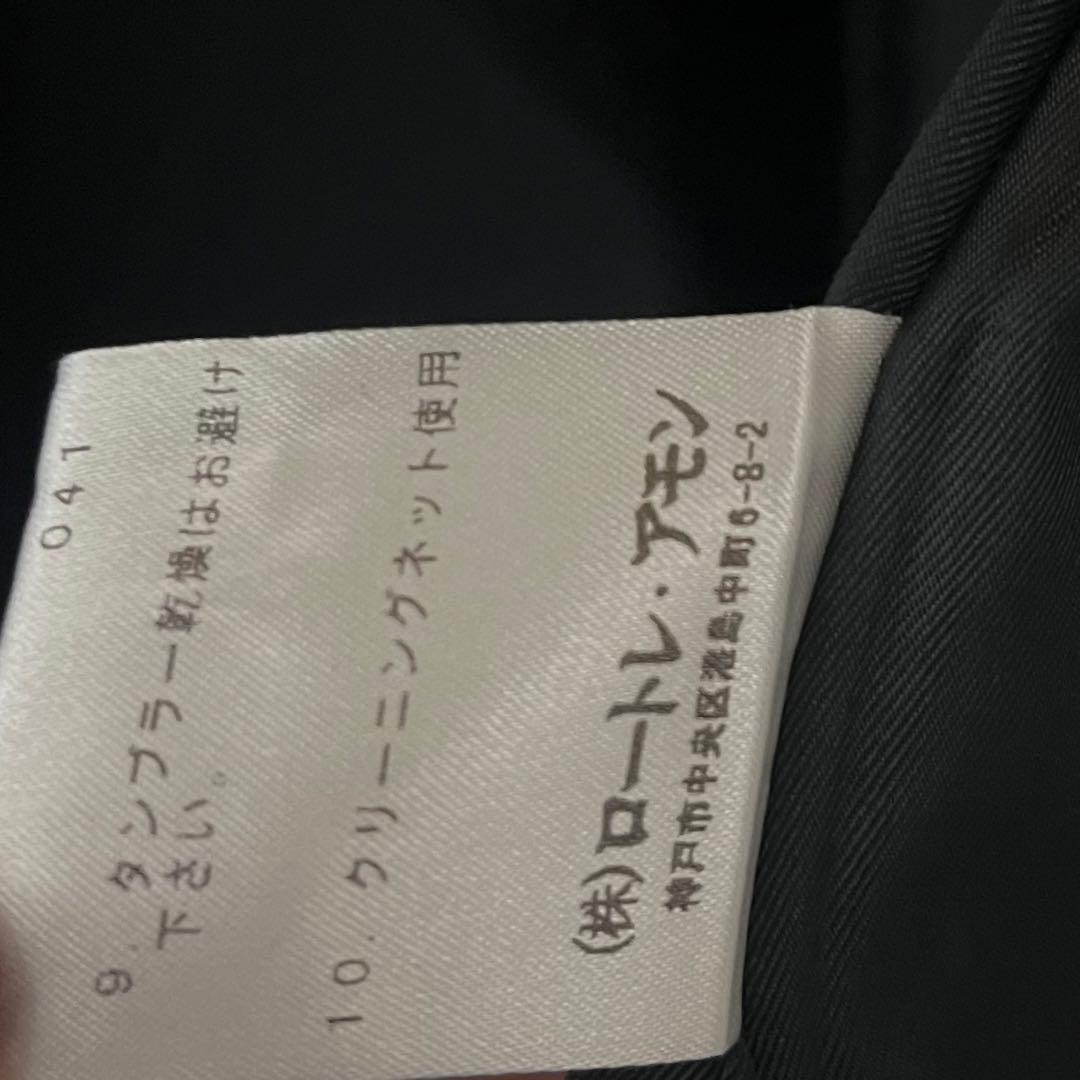 041
9.タンブラー乾燥はお避け
下さい。
10.クリーニングネット使用
(株)ロートレ・アモン
神戸市中央区港島中町6-8-2